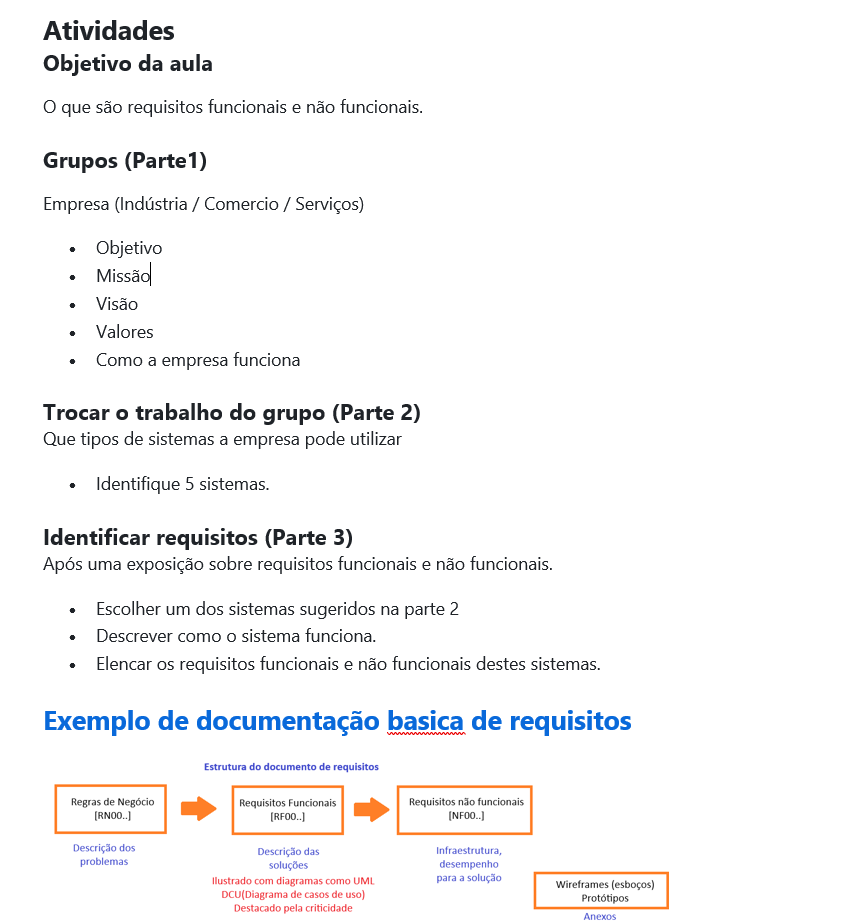 Atividades
Objetivo da aula
O que são requisitos funcionais e não funcionais.
Grupos (Parte1)
Empresa (Indústria / Comercio / Serviços)
Objetivo
Missão
Visão
Valores
Como a empresa funciona
Trocar o trabalho do grupo (Parte 2)
Que tipos de sistemas a empresa pode utilizar
Identifique 5 sistemas.
Identificar requisitos (Parte 3)
Após uma exposição sobre requisitos funcionais e não funcionais.
Escolher um dos sistemas sugeridos na parte 2
Descrever como o sistema funciona.
Elencar os requisitos funcionais e não funcionais destes sistemas.
Exemplo de documentação basica de requisitos
Estrutura do documento de requisitos
Regras de Negócio
[RN00..]
Descrição dos
problemas
Requisitos Funcionais
[RF00..]
Descrição das
soluções
Ilustrado com diagramas como UML
DCU(Diagrama de casos de uso)
Destacado pela criticidade
Requisitos não funcionais
[NF00..]
Infraestrutura,
desempenho
para a solução
Wireframes (esboços)
Protótipos
Anexos